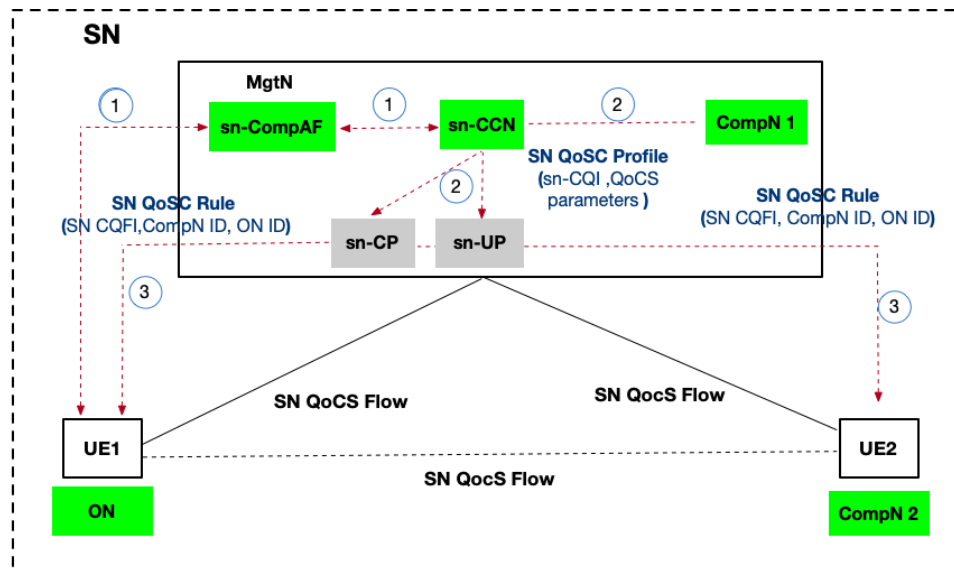 SN
MgtN
1
sn-CompAF
1
sn-CCN
2
CompN 1
SN QoSC Profile
(sn-CQI ,QoCS
parameters )
2
SN QoSC Rule
(SN CQFI,CompN ID, ON ID)
SN QoSC Rule
(SN CQFI, CompN ID, ON ID)
sn-CP
sn-UP
3
3
SN QoCS Flow
SN QocS Flow
UE1
UE2
SN QocS Flow
ON
CompN 2